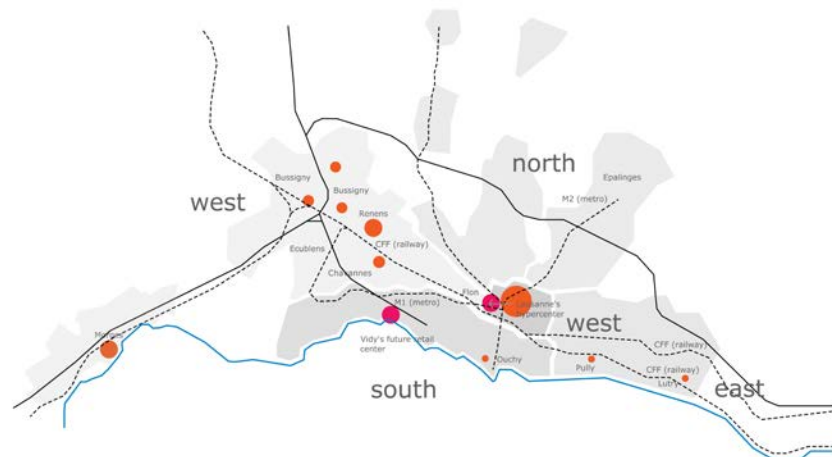 north
Bussigny
Epalinges
Bussigny
west
M2 (metro)
Renens
Ecublens
CFF (railway)
Chavannes
Flon
M1 (metro)
Lausanne's
hypercenter
west
Morges
Vidy's future retail
center
CFF (railway)
Ouchy
Pully
CFF (railway)
Lutry
south
east